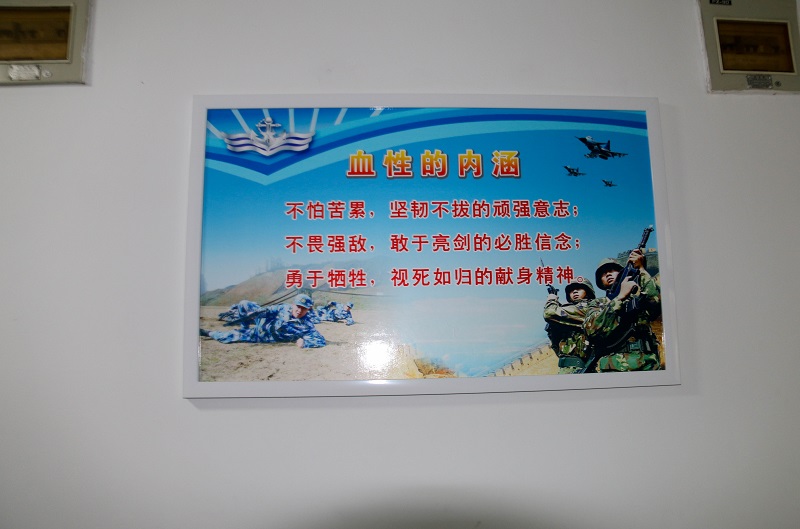 血性的内涵
不怕苦累，坚韧不拔的顽强意志；
不畏强敌，敢于亮剑的必胜信念；
勇于牺牲，视死如归的献身精神。